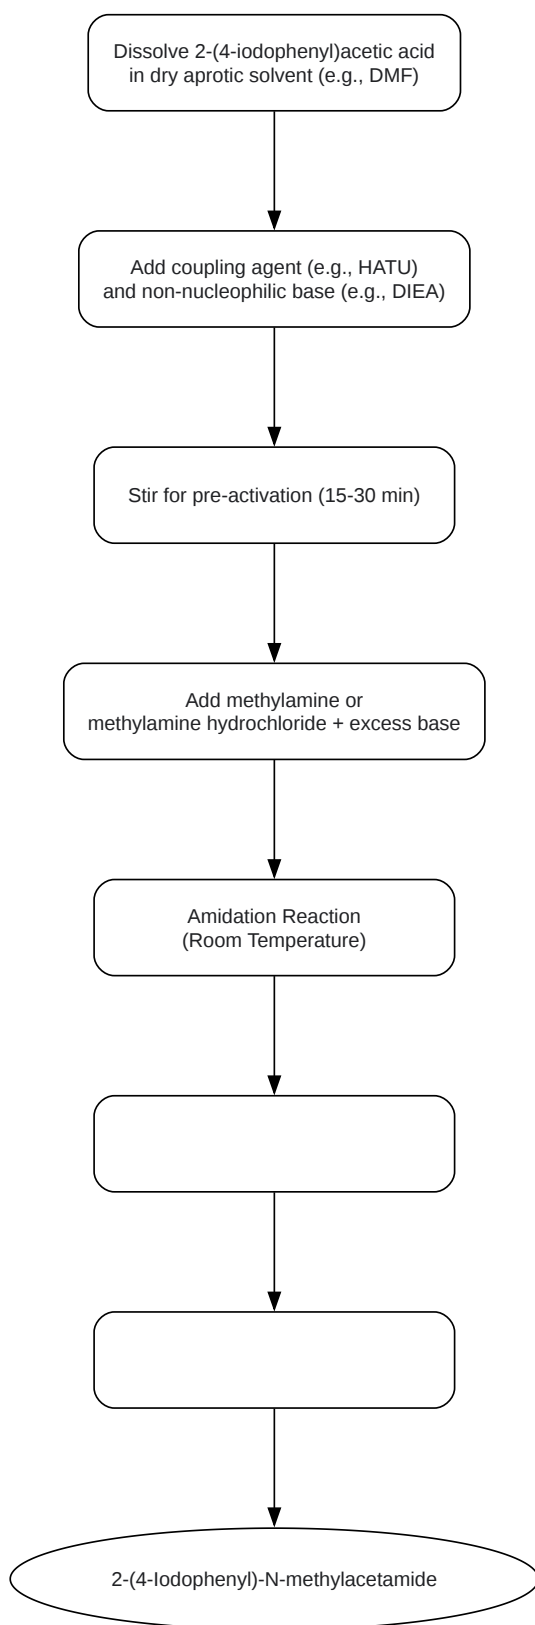 Dissolve 2-(4-iodophenyl)acetic acid
in dry aprotic solvent (e.g., DMF)
Add coupling agent (e.g., HATU)
and non-nucleophilic base (e.g., DIEA)
Stir for pre-activation (15-30 min)
Add methylamine or
methylamine hydrochloride + excess base
Amidation Reaction
(Room Temperature)
2-(4-Iodophenyl)-N-methylacetamide